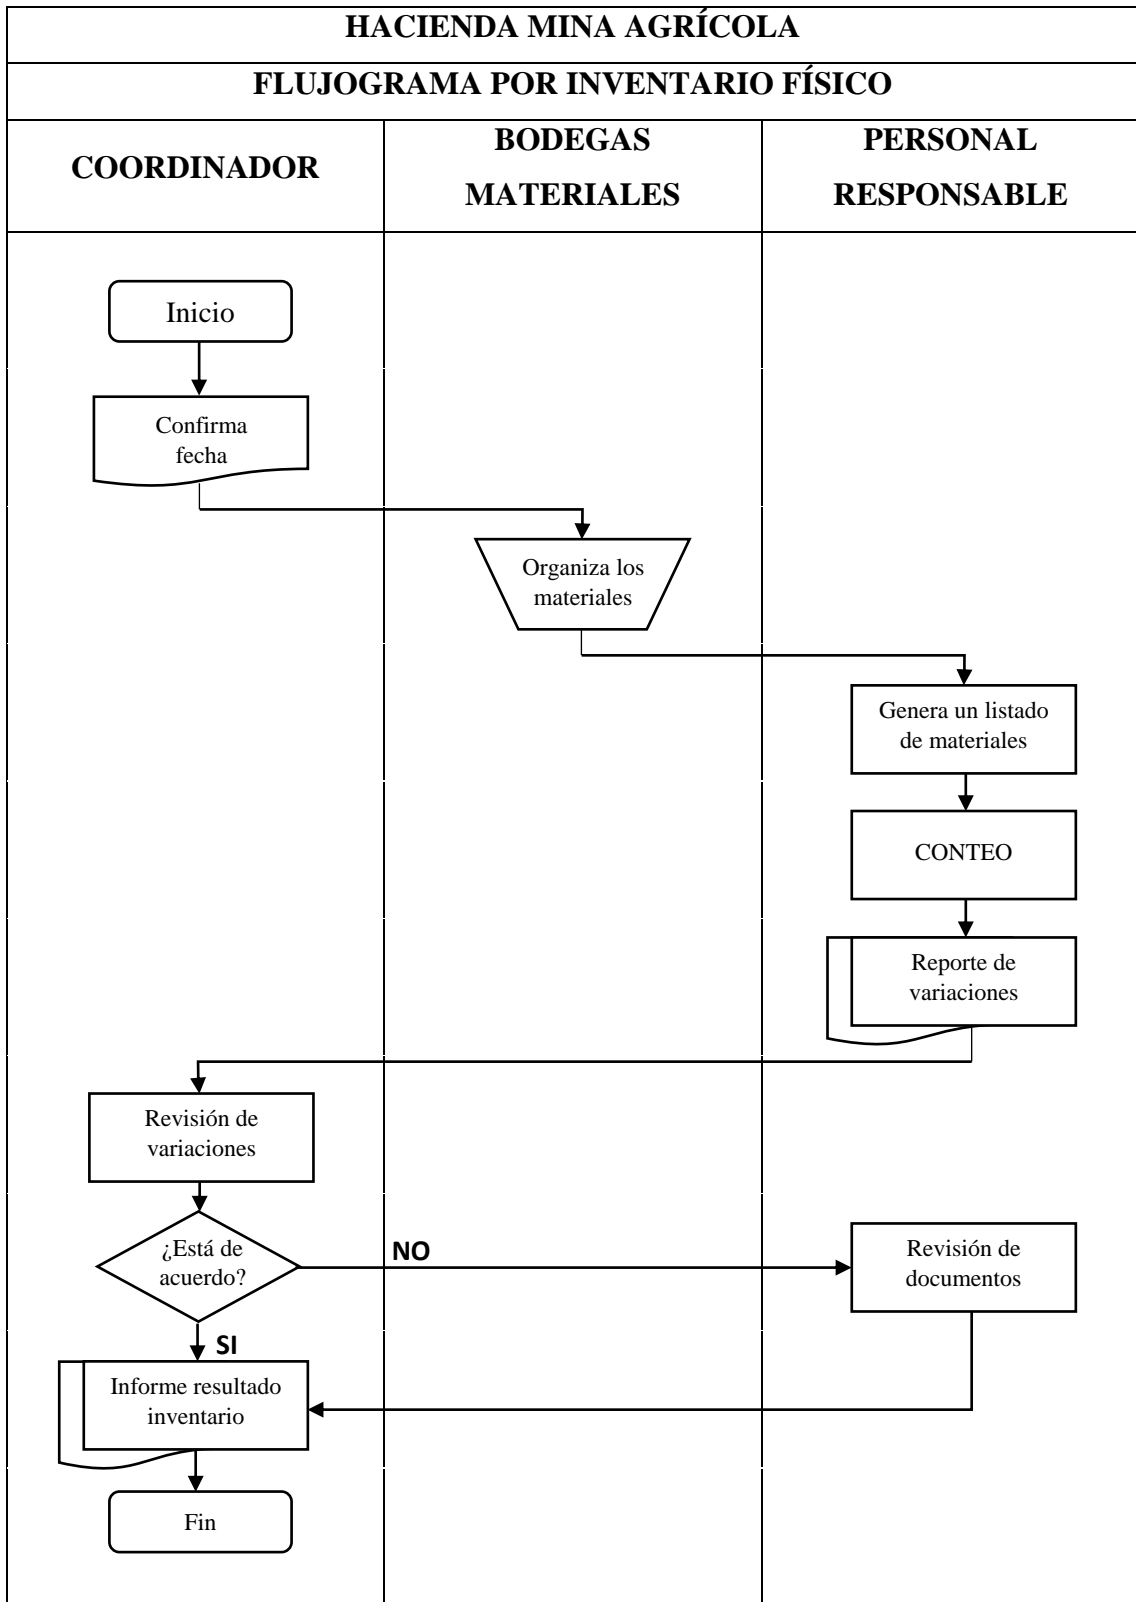 HACIENDA MINA AGRÍCOLA
FLUJOGRAMA POR INVENTARIO FÍSICO
COORDINADOR
BODEGAS
MATERIALES
PERSONAL
RESPONSABLE
Inicio
Confirma
fecha
Organiza los
materiales
Genera un listado
de materiales
CONTEO
Reporte de
variaciones
Revisión de
variaciones
¿Está de
acuerdo?
NO
Revisión de
documentos
SI
Informe resultado
inventario
Fin